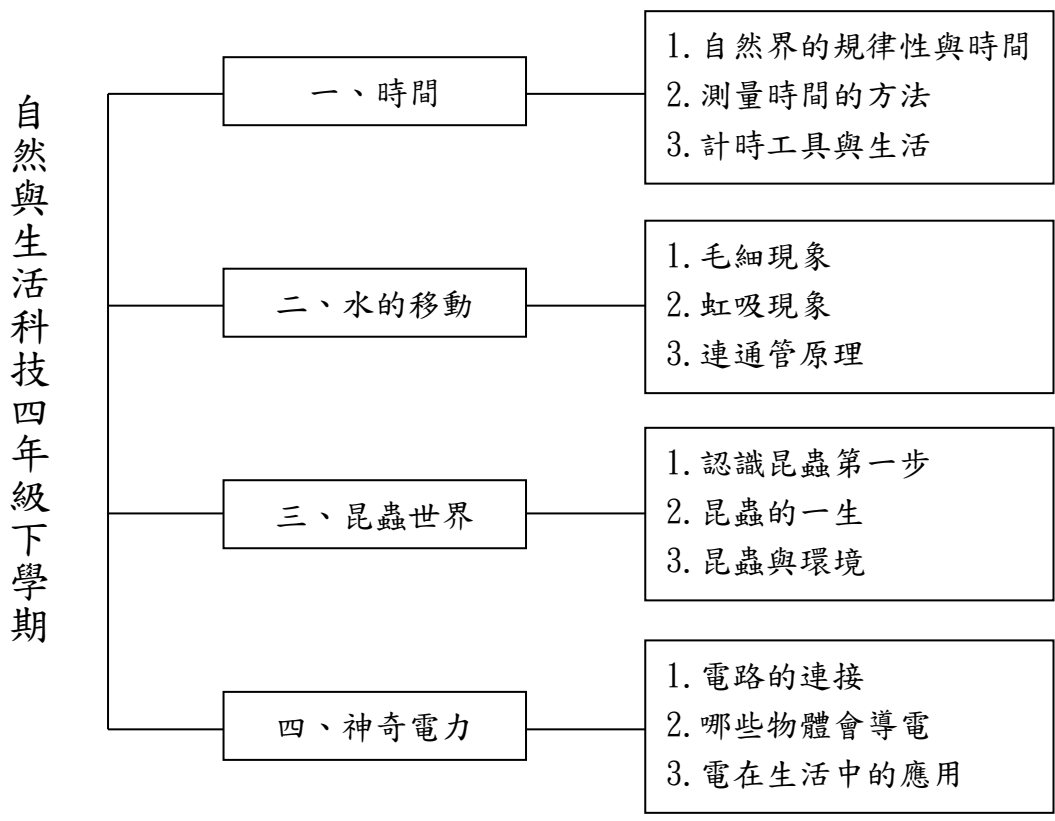 自然與生活科技四年級下學期
一、時間
1.自然界的規律性與時間
2.測量時間的方法
3.計時工具與生活
二、水的移動
1.毛細現象
2.虹吸現象
3.連通管原理
三、昆蟲世界
1.認識昆蟲第一步
2.昆蟲的一生
3.昆蟲與環境
四、神奇電力
1.電路的連接
2.哪些物體會導電
3.電在生活中的應用